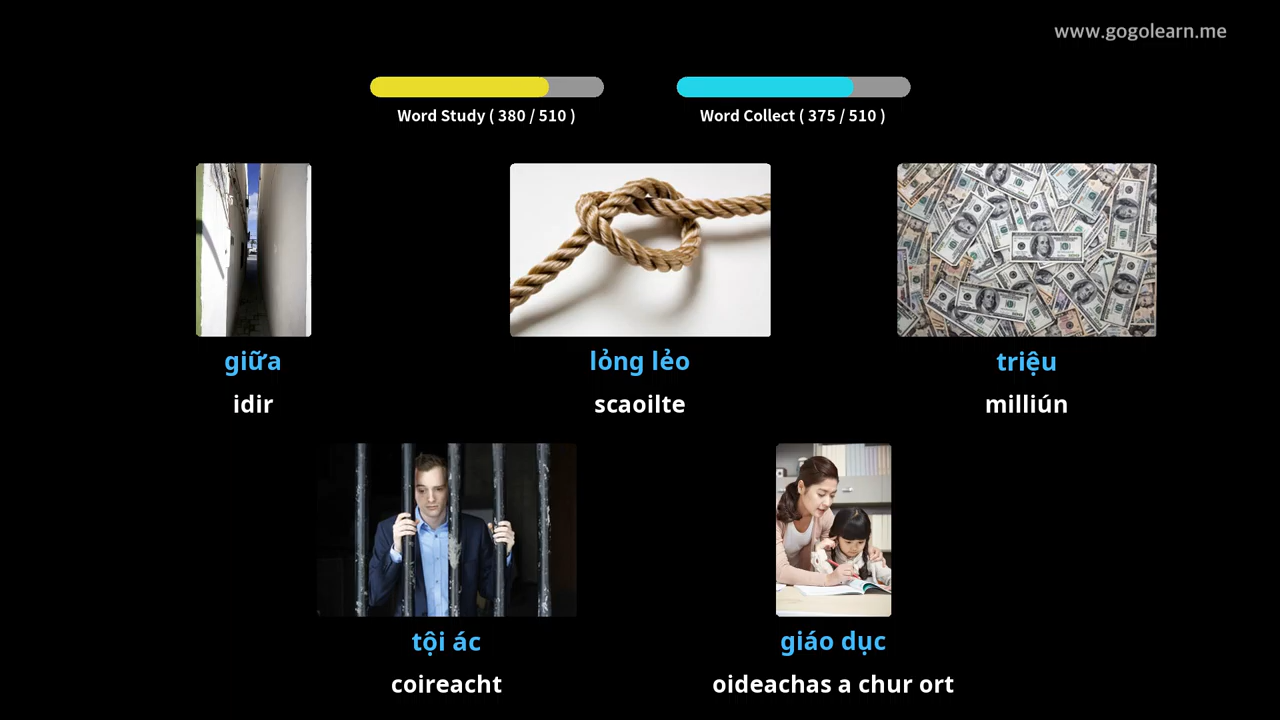 www.gogolearn.me
Word Study ( 380 / 510 )
Word Collect ( 375 / 510 )
giữa
lỏng lẻo
triệu
idir
scaoilte
milliún
tội ác
giáo dục
coireacht
oideachas a chur ort